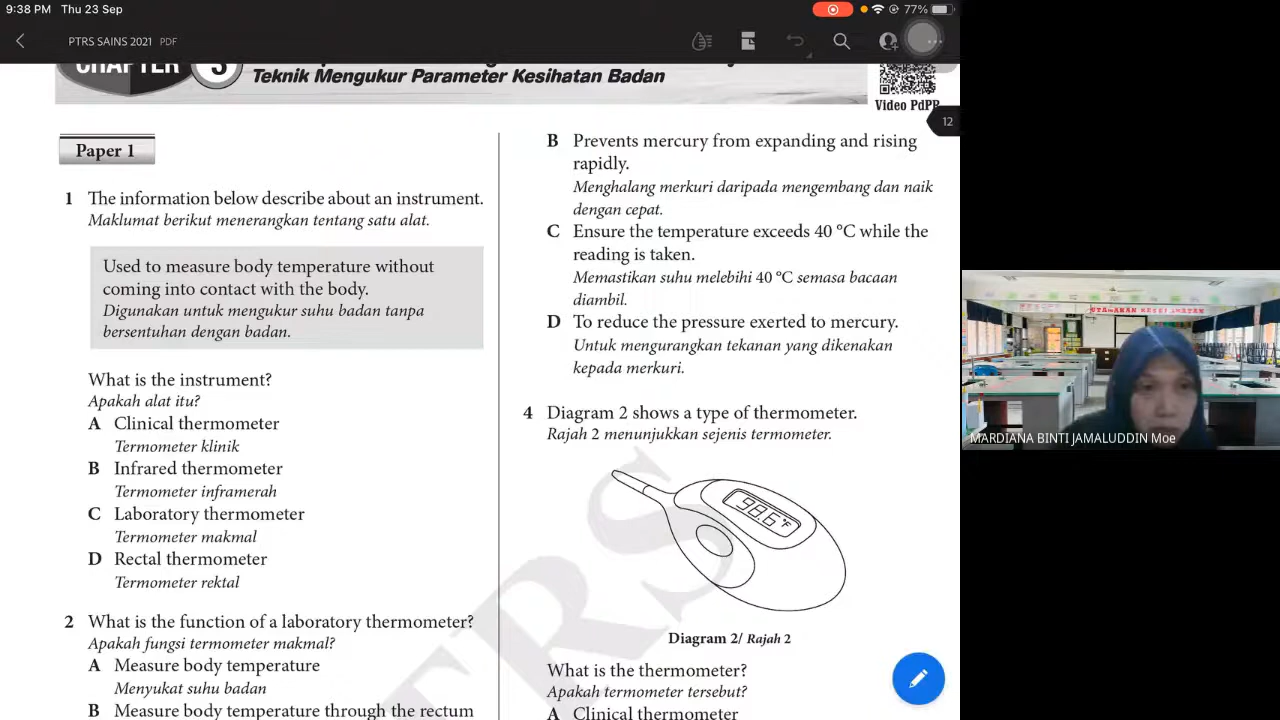 9:38 PM Thu 23 Sep
77%
PTRS SAINS 2021 PDF
CHAPTER 3
Teknik Mengukur Parameter Kesihatan Badan
Video PdPR
12
Paper 1
1 The information below describe about an instrument.
Maklumat berikut menerangkan tentang satu alat.
Used to measure body temperature without
coming into contact with the body.
Digunakan untuk mengukur suhu badan tanpa
bersentuhan dengan badan.
What is the instrument?
Apakah alat itu?
A Clinical thermometer
Termometer klinik
B Infrared thermometer
Termometer inframerah
C Laboratory thermometer
Termometer makmal
D Rectal thermometer
Termometer rektal
2 What is the function of a laboratory thermometer?
Apakah fungsi termometer makmal?
A Measure body temperature
Menyukat suhu badan
B Measure body temperature through the rectum
B Prevents mercury from expanding and rising
rapidly.
Menghalang merkuri daripada mengembang dan naik
dengan cepat.
C Ensure the temperature exceeds 40 °C while the
reading is taken.
Memastikan suhu melebihi 40 °C semasa bacaan
diambil.
D To reduce the pressure exerted to mercury.
Untuk mengurangkan tekanan yang dikenakan
kepada merkuri.
4 Diagram 2 shows a type of thermometer.
Rajah 2 menunjukkan sejenis termometer.
98.6°F
Diagram 2/ Rajah 2
What is the thermometer?
Apakah termometer tersebut?
A Clinical thermometer
TRS
UTAMAKAN KESELAMATAN
MARDIANA BINTI JAMALUDDIN Moe